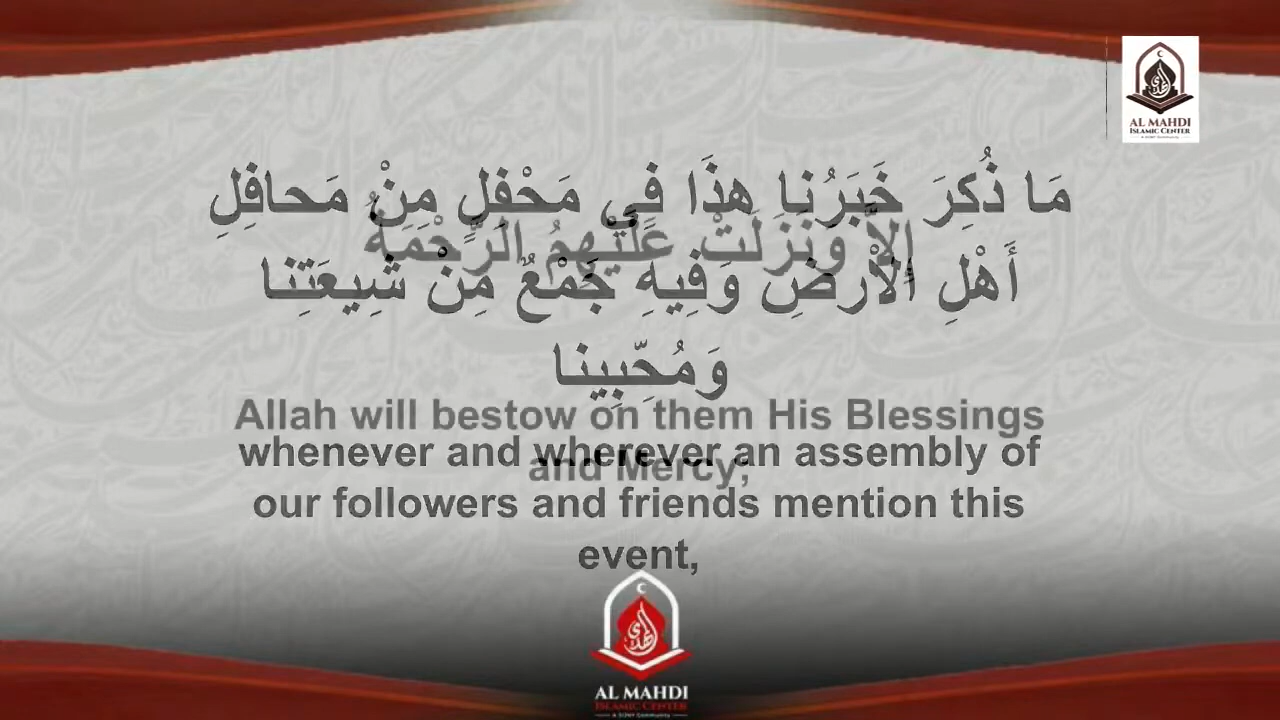 AL MAHDI
ISLAMIC CENTER
مَا ذُكِرَ خَبَرُنا هذَا فِي مَحْفِلٍ مِنْ مَحافِلِ
إِلاَّ وَنَزَلَتْ عَلَيْهِمُ الرَّحْمَةُ
أَهْلِ الْأَرْضِ وَفِيهِ جَمْعٌ مِنْ شِيعَتِنا
وَمُحِّبِينا
Allah will bestow on them His Blessings
whenever and wherever an assembly of
and Mercy;
our followers and friends mention this
event,
AL MAHDI
ISLAMIC CENTER